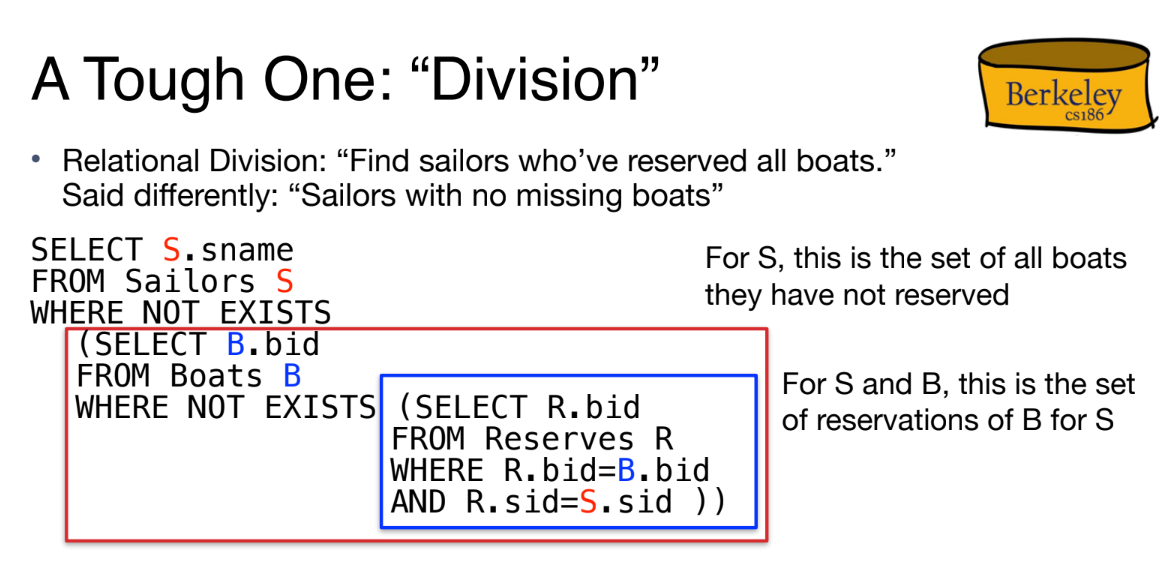 A Tough One: “Division”
Berkeley
cs186
• Relational Division: “Find sailors who’ve reserved all boats.”
Said differently: “Sailors with no missing boats”
SELECT S.sname
FROM Sailors S
WHERE NOT EXISTS
(SELECT B.bid
FROM Boats B
WHERE NOT EXISTS (SELECT R.bid
FROM Reserves R
WHERE R.bid=B.bid
AND R.sid=S.sid ))
For S, this is the set of all boats
they have not reserved
For S and B, this is the set
of reservations of B for S